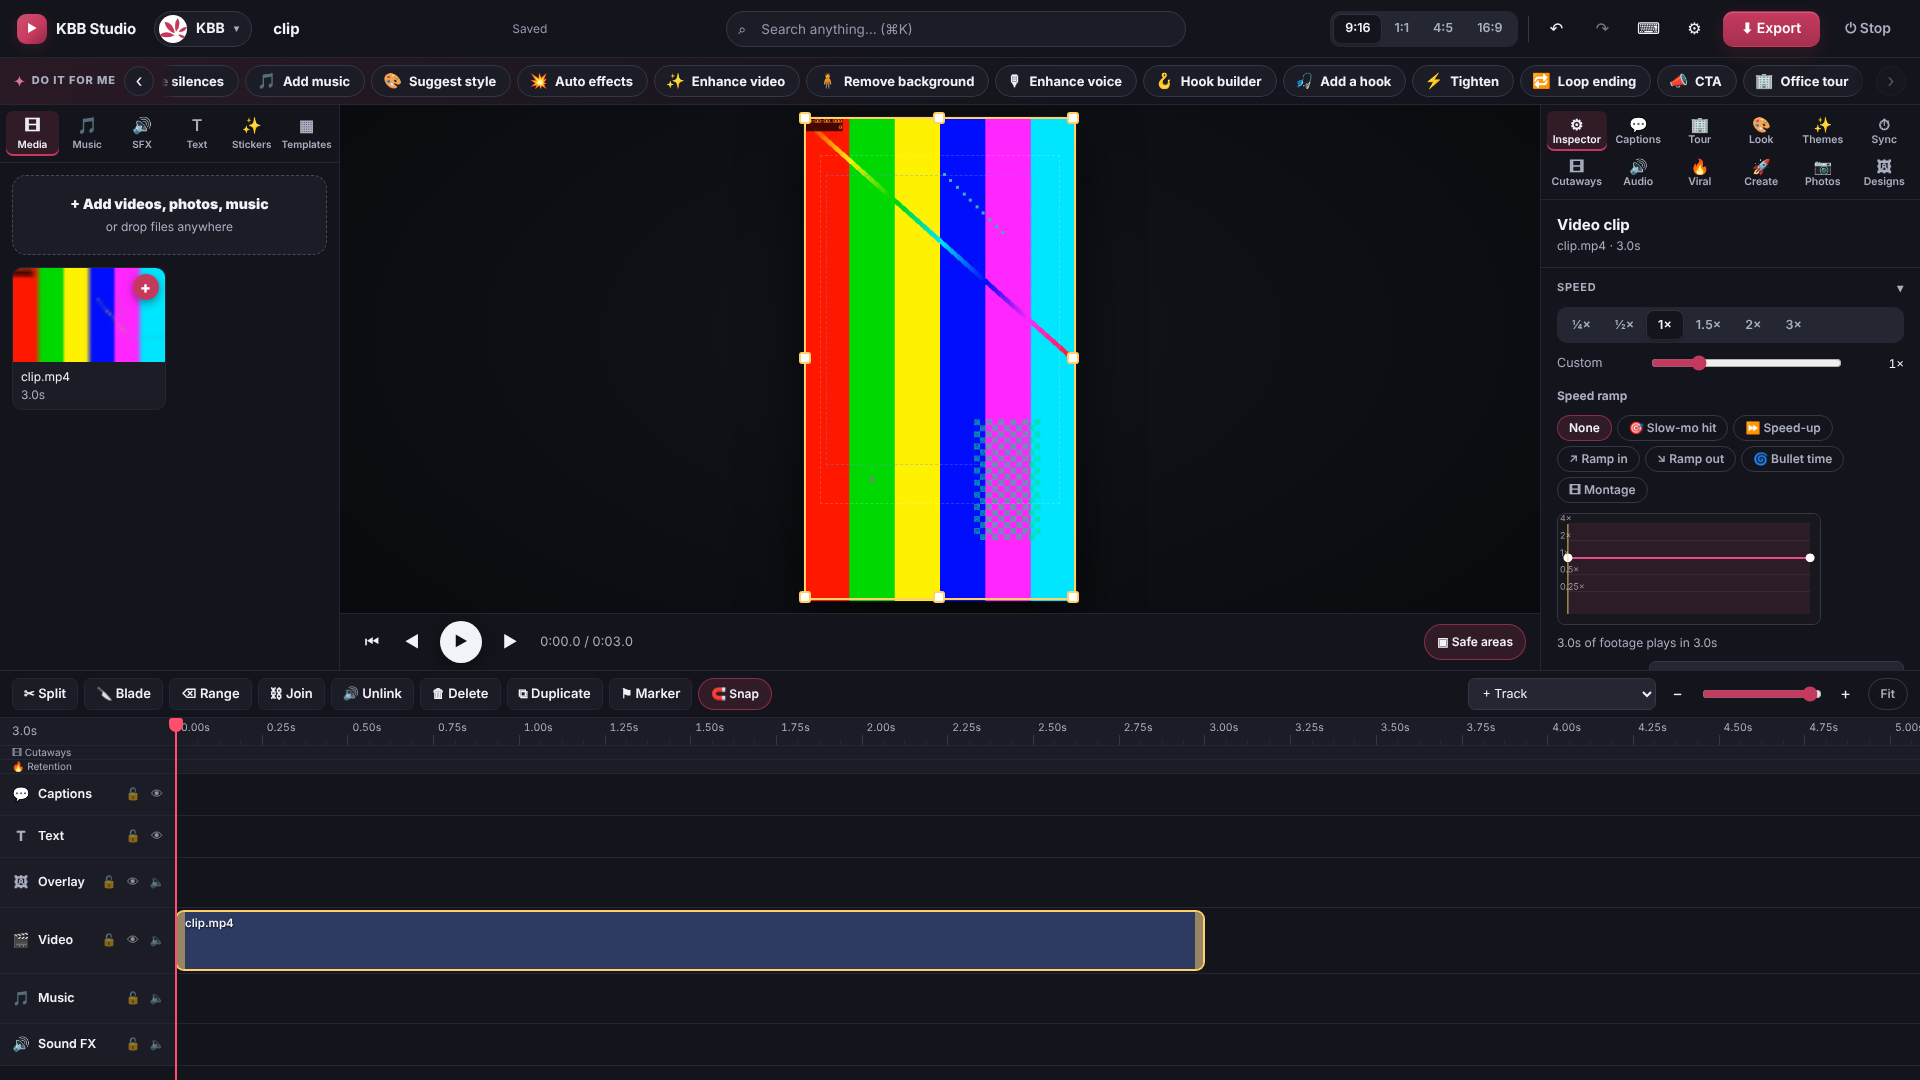 KBB Studio
KBB
clip
Saved
Search anything... (⌘K)
9:16 1:1 4:5 16:9
Export
Stop
DO IT FOR ME
silences
Add music
Suggest style
Auto effects
Enhance video
Remove background
Enhance voice
Hook builder
Add a hook
Tighten
Loop ending
CTA
Office tour
Media
Music
SFX
Text
Stickers
Templates
+ Add videos, photos, music
or drop files anywhere
clip.mp4
3.0s
0:00.0 / 0:03.0
Safe areas
Inspector
Captions
Tour
Look
Themes
Sync
Cutaways
Audio
Viral
Create
Photos
Designs
Video clip
clip.mp4 · 3.0s
SPEED
¼× ½× 1× 1.5× 2× 3×
Custom 1×
Speed ramp
None
Slow-mo hit
Speed-up
Ramp in
Ramp out
Bullet time
Montage
4×
2×
0.5×
0.25×
3.0s of footage plays in 3.0s
Split
Blade
Range
Join
Unlink
Delete
Duplicate
Marker
Snap
+ Track
Fit
3.0s
0.00s 0.25s 0.50s 0.75s 1.00s 1.25s 1.50s 1.75s 2.00s 2.25s 2.50s 2.75s 3.00s 3.25s 3.50s 3.75s 4.00s 4.25s 4.50s 4.75s 5.00s
Cutaways
Retention
Captions
Text
Overlay
Video
clip.mp4
Music
Sound FX